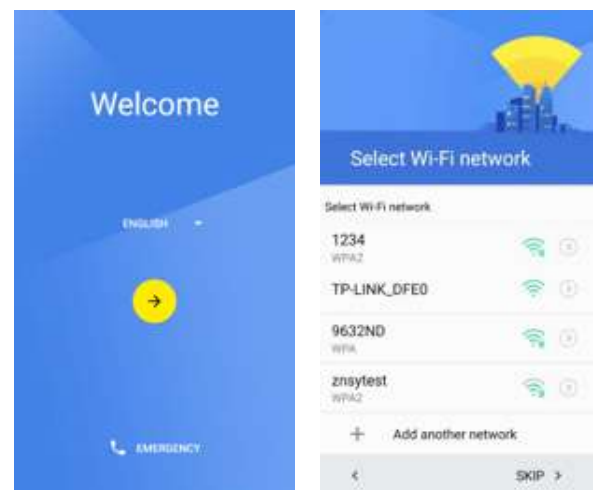 Welcome
ENGLISH
EMERGENCY
Select Wi-Fi network
Select Wi-Fi network
1234
WPA2
TP-LINK_DFE0
9632ND
WPA
znsytest
WPA2
+ Add another network
< SKIP >